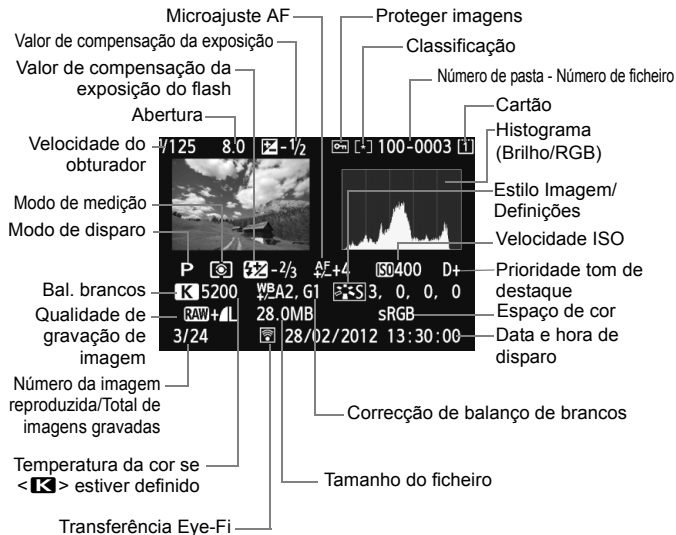 Microajuste AF
Proteger imagens
Valor de compensação da exposição
Classificação
Valor de compensação da
exposição do flash
Número de pasta - Número de ficheiro
Abertura
Cartão
Velocidade do
obturador
Histograma
(Brilho/RGB)
/125 8.0 -1/2 100-0003 1
Modo de medição
Estilo Imagem/
Definições
Modo de disparo
Velocidade ISO
P -2/3 AF+4 ISO400 D+
Prioridade tom de
destaque
Bal. brancos
K 5200 WB A2, G1 S 3, 0, 0, 0
Qualidade de
gravação de
imagem
RAW+L 28.0MB sRGB
Espaço de cor
3/24 28/02/2012 13:30:00
Data e hora de
disparo
Número da imagem
reproduzida/Total de
imagens gravadas
Correcção de balanço de brancos
Temperatura da cor se
<K> estiver definido
Tamanho do ficheiro
Transferência Eye-Fi